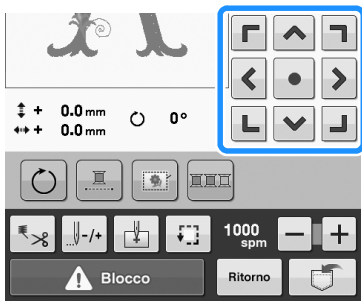 + 0.0 mm
+ 0.0 mm
0°
-/+
1000
spm
− +
Blocco
Ritorno